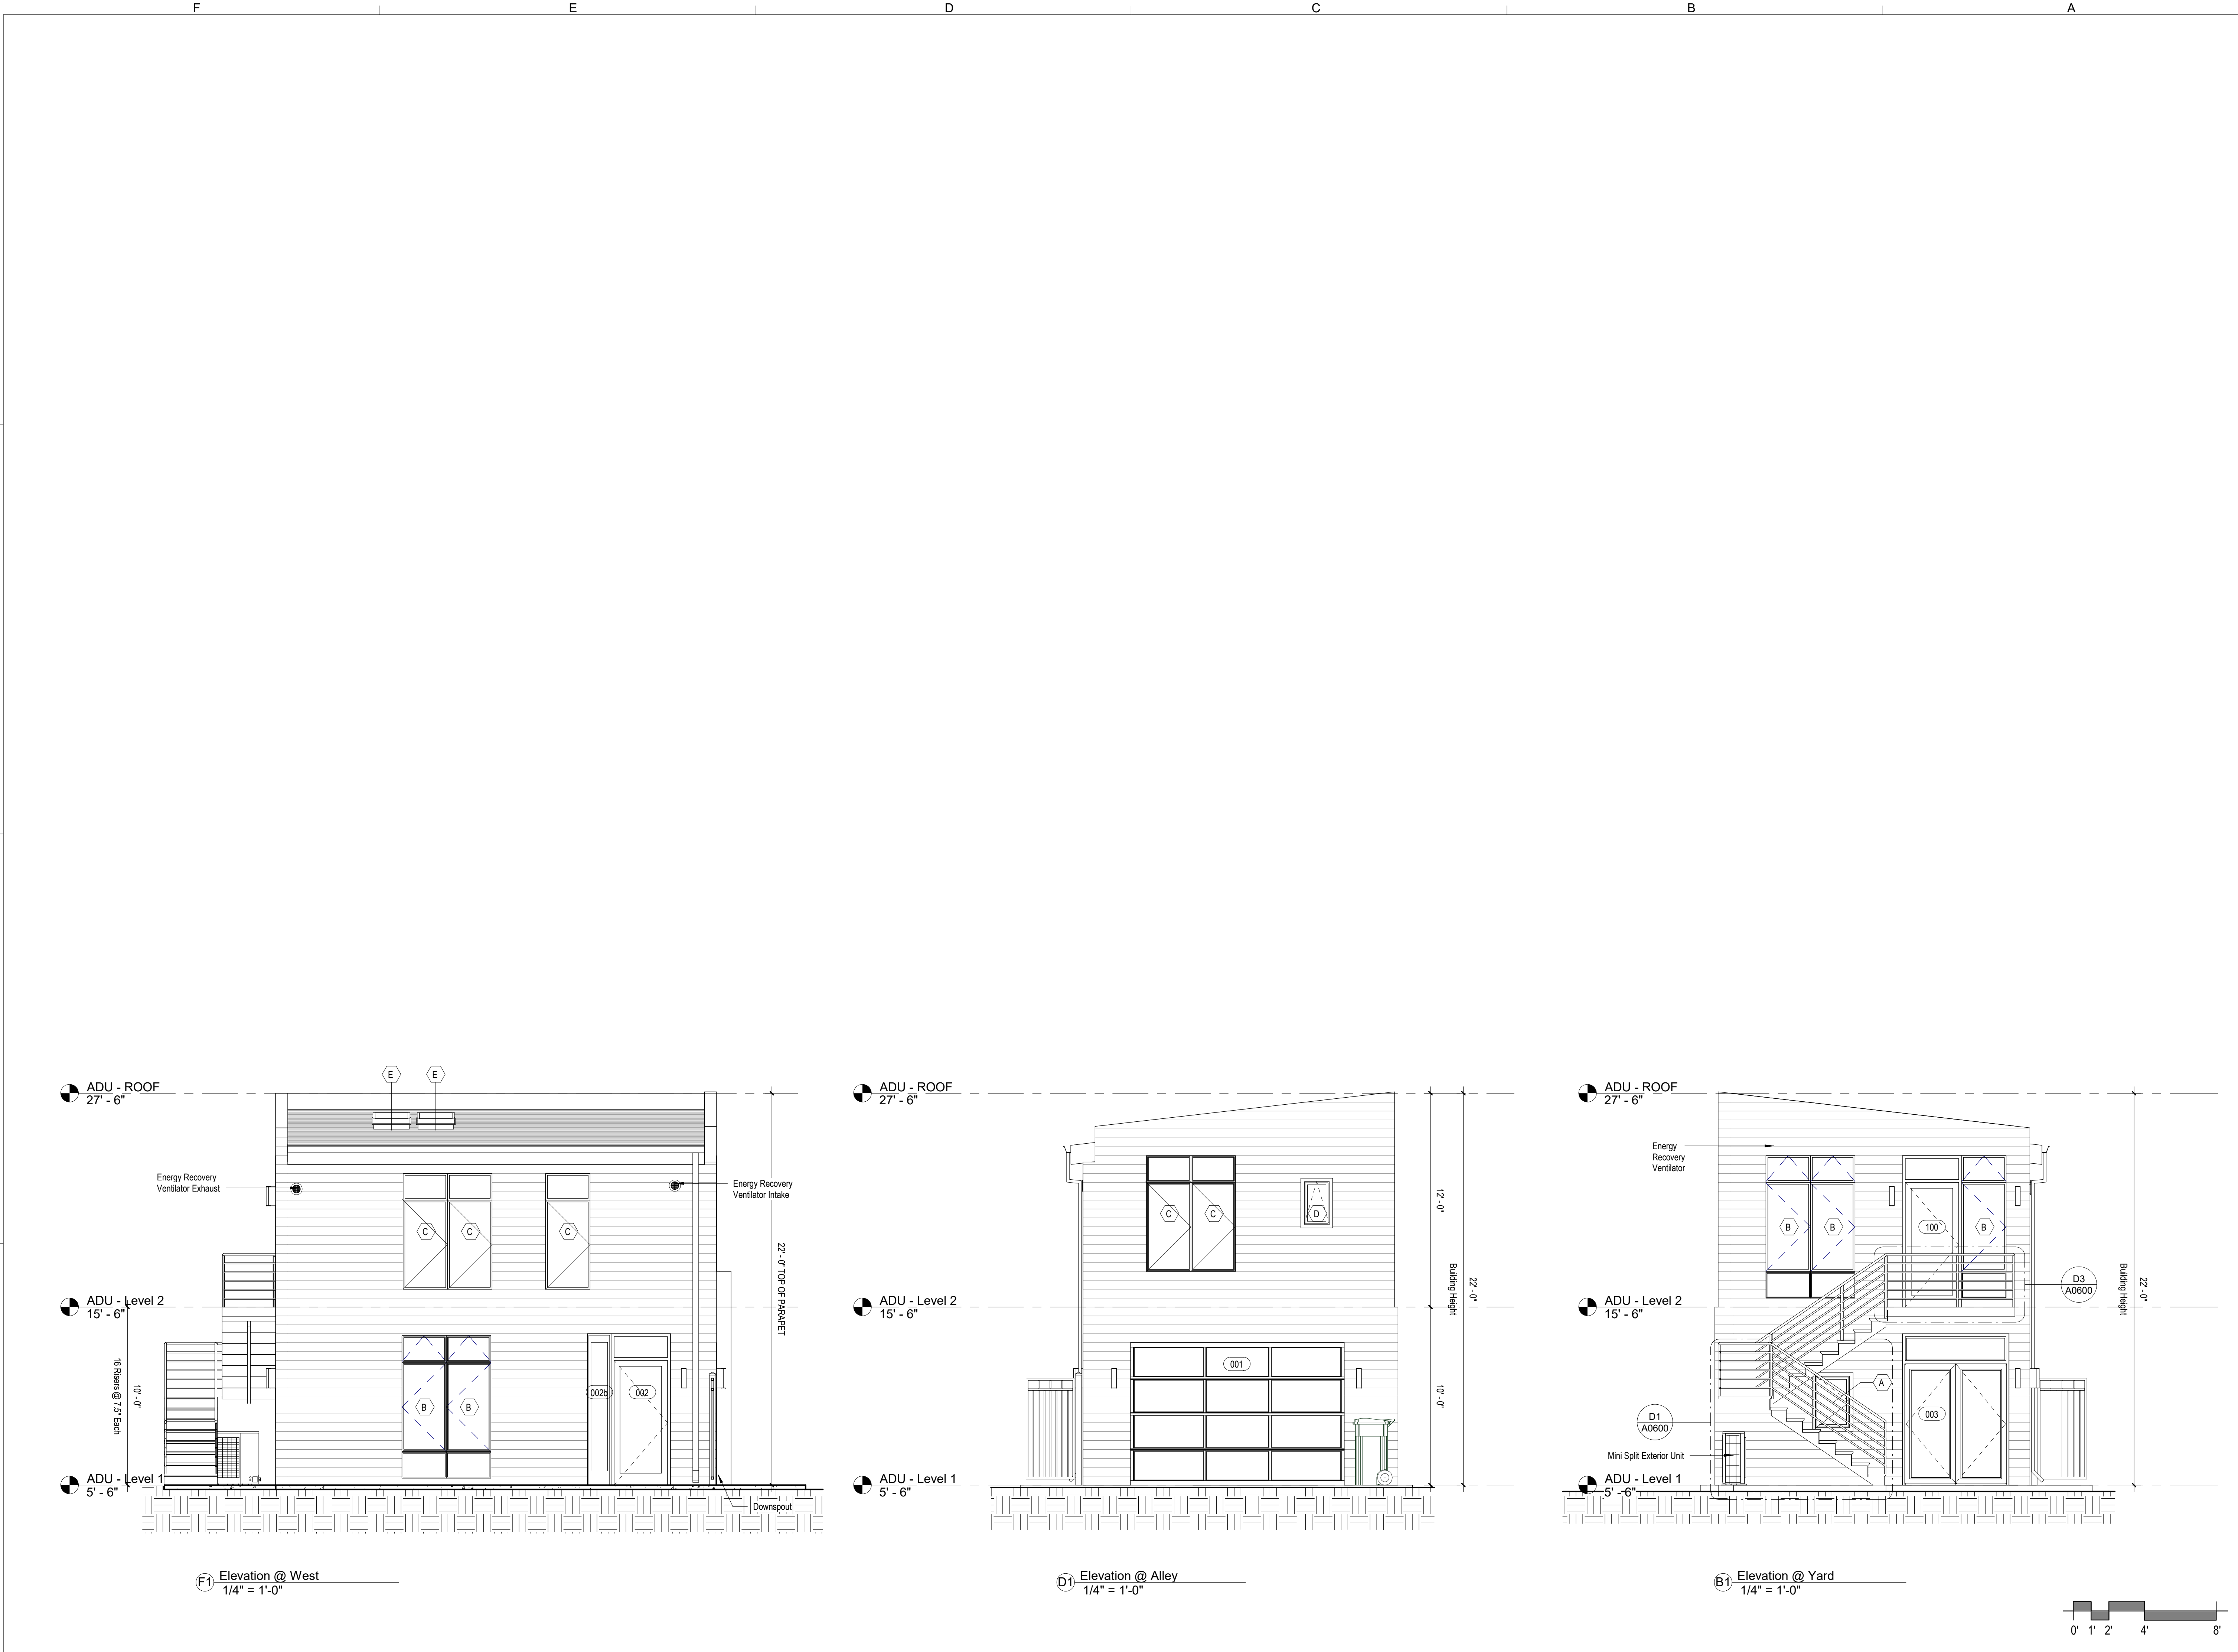 F E D C B A
E E
ADU - ROOF
27' - 6"
Energy Recovery
Ventilator Exhaust
Energy Recovery
Ventilator Intake
C C C
22' - 0" TOP OF PARAPET
ADU - Level 2
15' - 6"
10' - 0"
16 Risers @ 7.5" Each
B B
002b 002
ADU - Level 1
5' - 6"
Downspout
F1 Elevation @ West
1/4" = 1'-0"
ADU - ROOF
27' - 6"
C C D
12' - 0"
22' - 0"
Building Height
ADU - Level 2
15' - 6"
001
10' - 0"
ADU - Level 1
5' - 6"
D1 Elevation @ Alley
1/4" = 1'-0"
ADU - ROOF
27' - 6"
Energy
Recovery
Ventilator
B B 100 B
D3
A0600
22' - 0"
Building Height
ADU - Level 2
15' - 6"
A
003
D1
A0600
Mini Split Exterior Unit
ADU - Level 1
5' - 6"
B1 Elevation @ Yard
1/4" = 1'-0"
0' 1' 2' 4' 8'